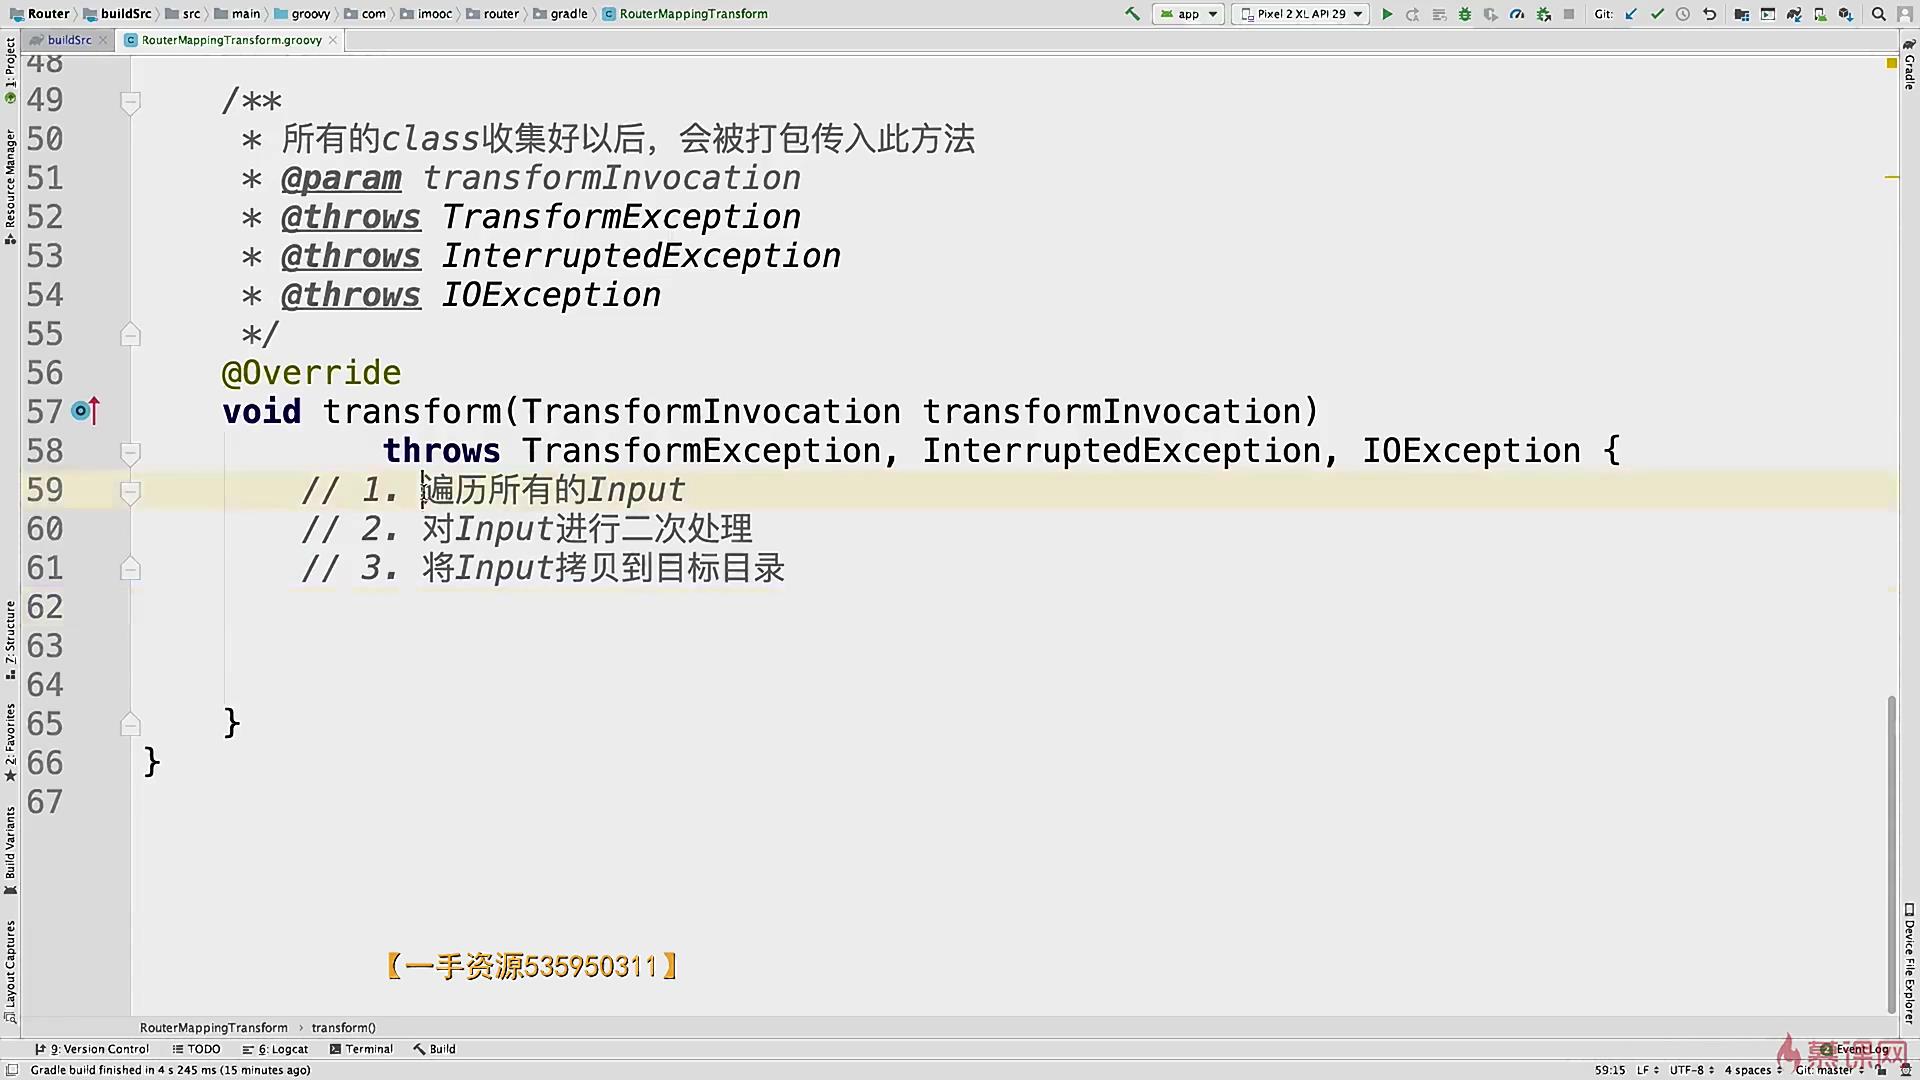 Router buildSrc src main groovy com imooc router gradle RouterMappingTransform app Pixel 2 XL API 29 Git:
buildSrc RouterMappingTransform.groovy
1: Project
Resource Manager
7: Structure
2: Favorites
Build Variants
Layout Captures
Gradle
Device File Explorer
48
49 /**
50 * 所有的class收集好以后，会被打包传入此方法
51 * @param transformInvocation
52 * @throws TransformException
53 * @throws InterruptedException
54 * @throws IOException
55 */
56 @Override
57 void transform(TransformInvocation transformInvocation)
58 throws TransformException, InterruptedException, IOException {
59 // 1. 遍历所有的Input
60 // 2. 对Input进行二次处理
61 // 3. 将Input拷贝到目标目录
62
63
64
65 }
66 }
67
【一手资源535950311】
RouterMappingTransform › transform()
9: Version Control TODO 6: Logcat Terminal Build Event Log
慕课网
Gradle build finished in 4 s 245 ms (15 minutes ago) 59:15 LF UTF-8 4 spaces Git: master